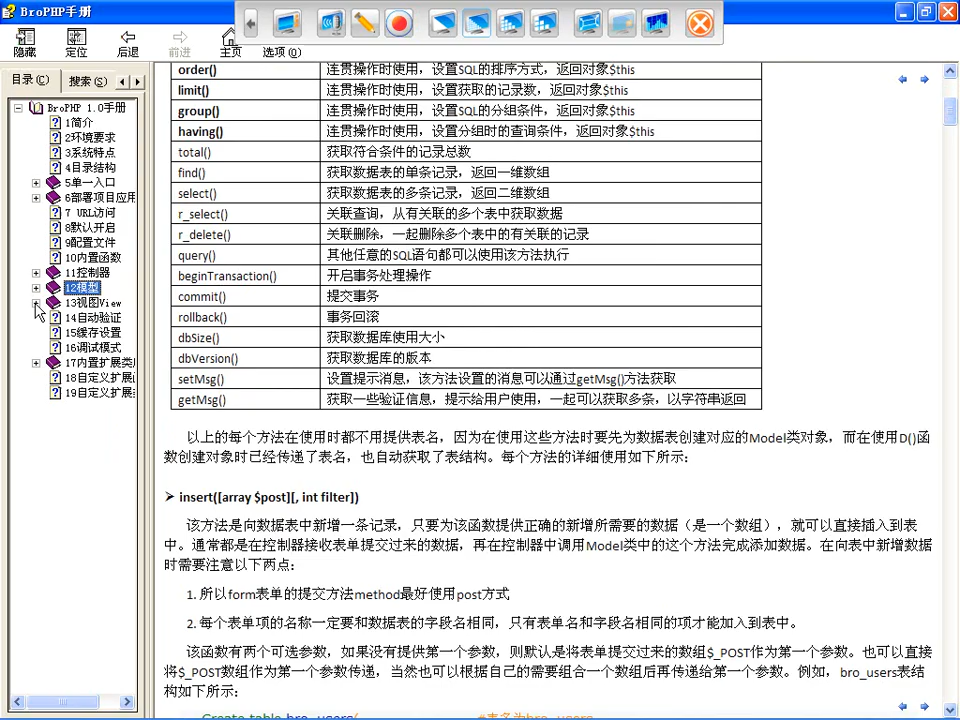 BroPHP手册
隐藏 定位 后退 前进 主页 选项(O)
目录(C) 搜索(S)
BroPHP 1.0手册
1简介
2环境要求
3系统特点
4目录结构
5单一入口
6部署项目应用
7 URL访问
8默认开启
9配置文件
10内置函数
11控制器
12模型
13视图View
14自动验证
15缓存设置
16调试模式
17内置扩展类
18自定义扩展
19自定义扩展
order() 连贯操作时使用，设置SQL的排序方式，返回对象$this
limit() 连贯操作时使用，设置获取的记录数，返回对象$this
group() 连贯操作时使用，设置SQL的分组条件，返回对象$this
having() 连贯操作时使用，设置分组时的查询条件，返回对象$this
total() 获取符合条件的记录总数
find() 获取数据表的单条记录，返回一维数组
select() 获取数据表的多条记录，返回二维数组
r_select() 关联查询，从有关联的多个表中获取数据
r_delete() 关联删除，一起删除多个表中的有关联的记录
query() 其他任意的SQL语句都可以使用该方法执行
beginTransaction() 开启事务处理操作
commit() 提交事务
rollback() 事务回滚
dbSize() 获取数据库使用大小
dbVersion() 获取数据库的版本
setMsg() 设置提示消息，该方法设置的消息可以通过getMsg()方法获取
getMsg() 获取一些验证信息，提示给用户使用，一起可以获取多条，以字符串返回
以上的每个方法在使用时都不用提供表名，因为在使用这些方法时要先为数据表创建对应的Model类对象，而在使用D()函
数创建对象时已经传递了表名，也自动获取了表结构。每个方法的详细使用如下所示：
➢ insert([array $post][, int filter])
该方法是向数据表中新增一条记录，只要为该函数提供正确的新增所需要的数据（是一个数组），就可以直接插入到表
中。通常都是在控制器接收表单提交过来的数据，再在控制器中调用Model类中的这个方法完成添加数据。在向表中新增数据
时需要注意以下两点：
1. 所以form表单的提交方法method最好使用post方式
2. 每个表单项的名称一定要和数据表的字段名相同，只有表单名和字段名相同的项才能加入到表中。
该函数有两个可选参数，如果没有提供第一个参数，则默认是将表单提交过来的数组$_POST作为第一个参数。也可以直接
将$_POST数组作为第一个参数传递，当然也可以根据自己的需要组合一个数组后再传递给第一个参数。例如，bro_users表结
构如下所示：
Create table bro_users( #表名为bro_users